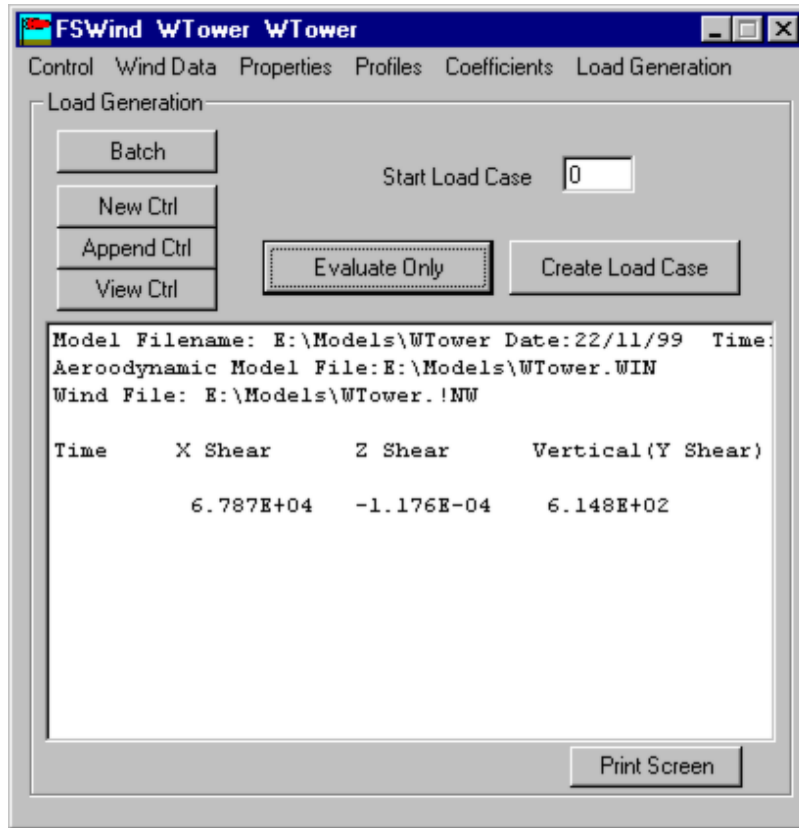 FSWind WTower WTower
Control Wind Data Properties Profiles Coefficients Load Generation
Load Generation
Batch
Start Load Case 0
New Ctrl
Append Ctrl
Evaluate Only Create Load Case
View Ctrl
Model Filename: E:\Models\WTower Date:22/11/99 Time:
Aeroodynamic Model File:E:\Models\WTower.WIN
Wind File: E:\Models\WTower.!NW
Time X Shear Z Shear Vertical(Y Shear)
6.787E+04 -1.176E-04 6.148E+02
Print Screen